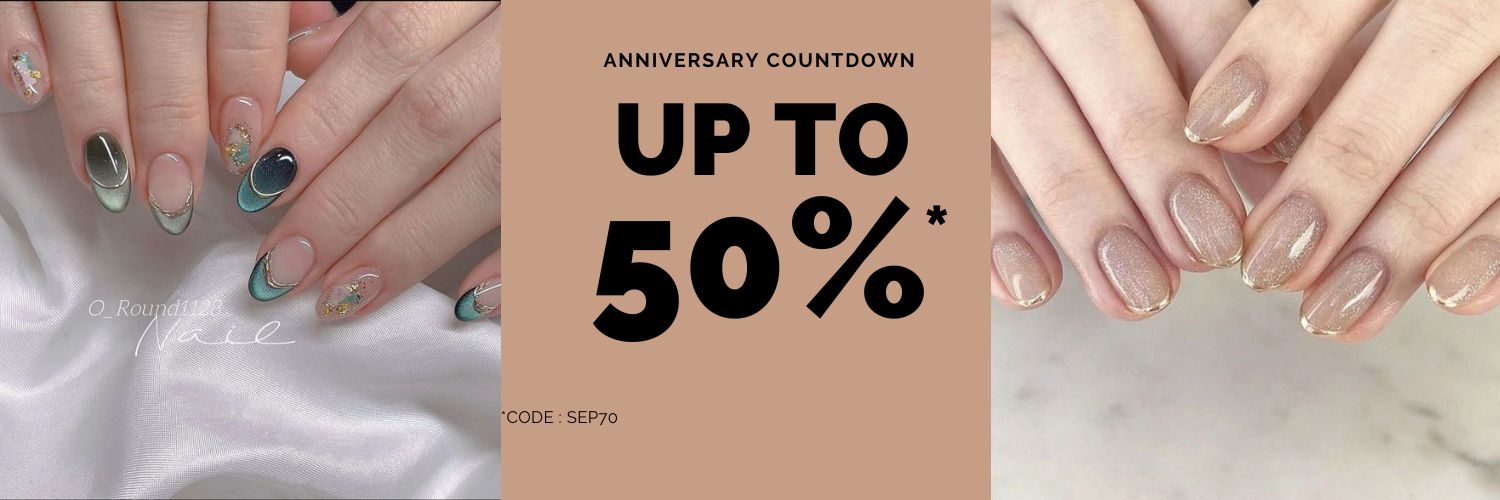 O_Round1128
Nail
ANNIVERSARY COUNTDOWN
UP TO
50%*
*CODE : SEP70